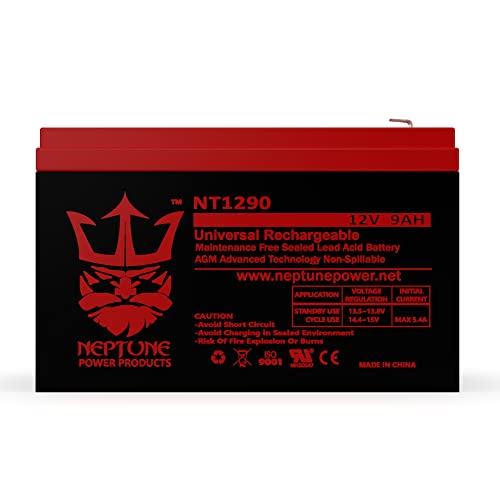 ™
NT1290
12V 9AH
Universal Rechargeable
Maintenance Free Sealed Lead Acid Battery
AGM Advanced Technology Non-Spillable
www.neptunepower.net
APPLICATION VOLTAGE REGULATION INITIAL CURRENT
STANDBY USE 13.5~13.8V
CYCLE USE 14.4~15V
MAX 5.4A
CAUTION
-Avoid Short Circuit
-Avoid Charging in Sealed Environment
-Risk Of Fire Explosion Or Burns
NEPTUNE
POWER PRODUCTS
Pb
ISO
9001
MADE IN CHINA